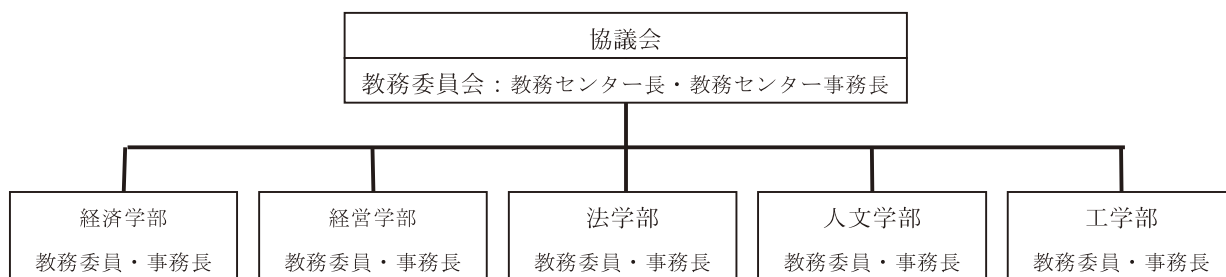 協議会
教務委員会：教務センター長・教務センター事務長
経済学部
教務委員・事務長
経営学部
教務委員・事務長
法学部
教務委員・事務長
人文学部
教務委員・事務長
工学部
教務委員・事務長